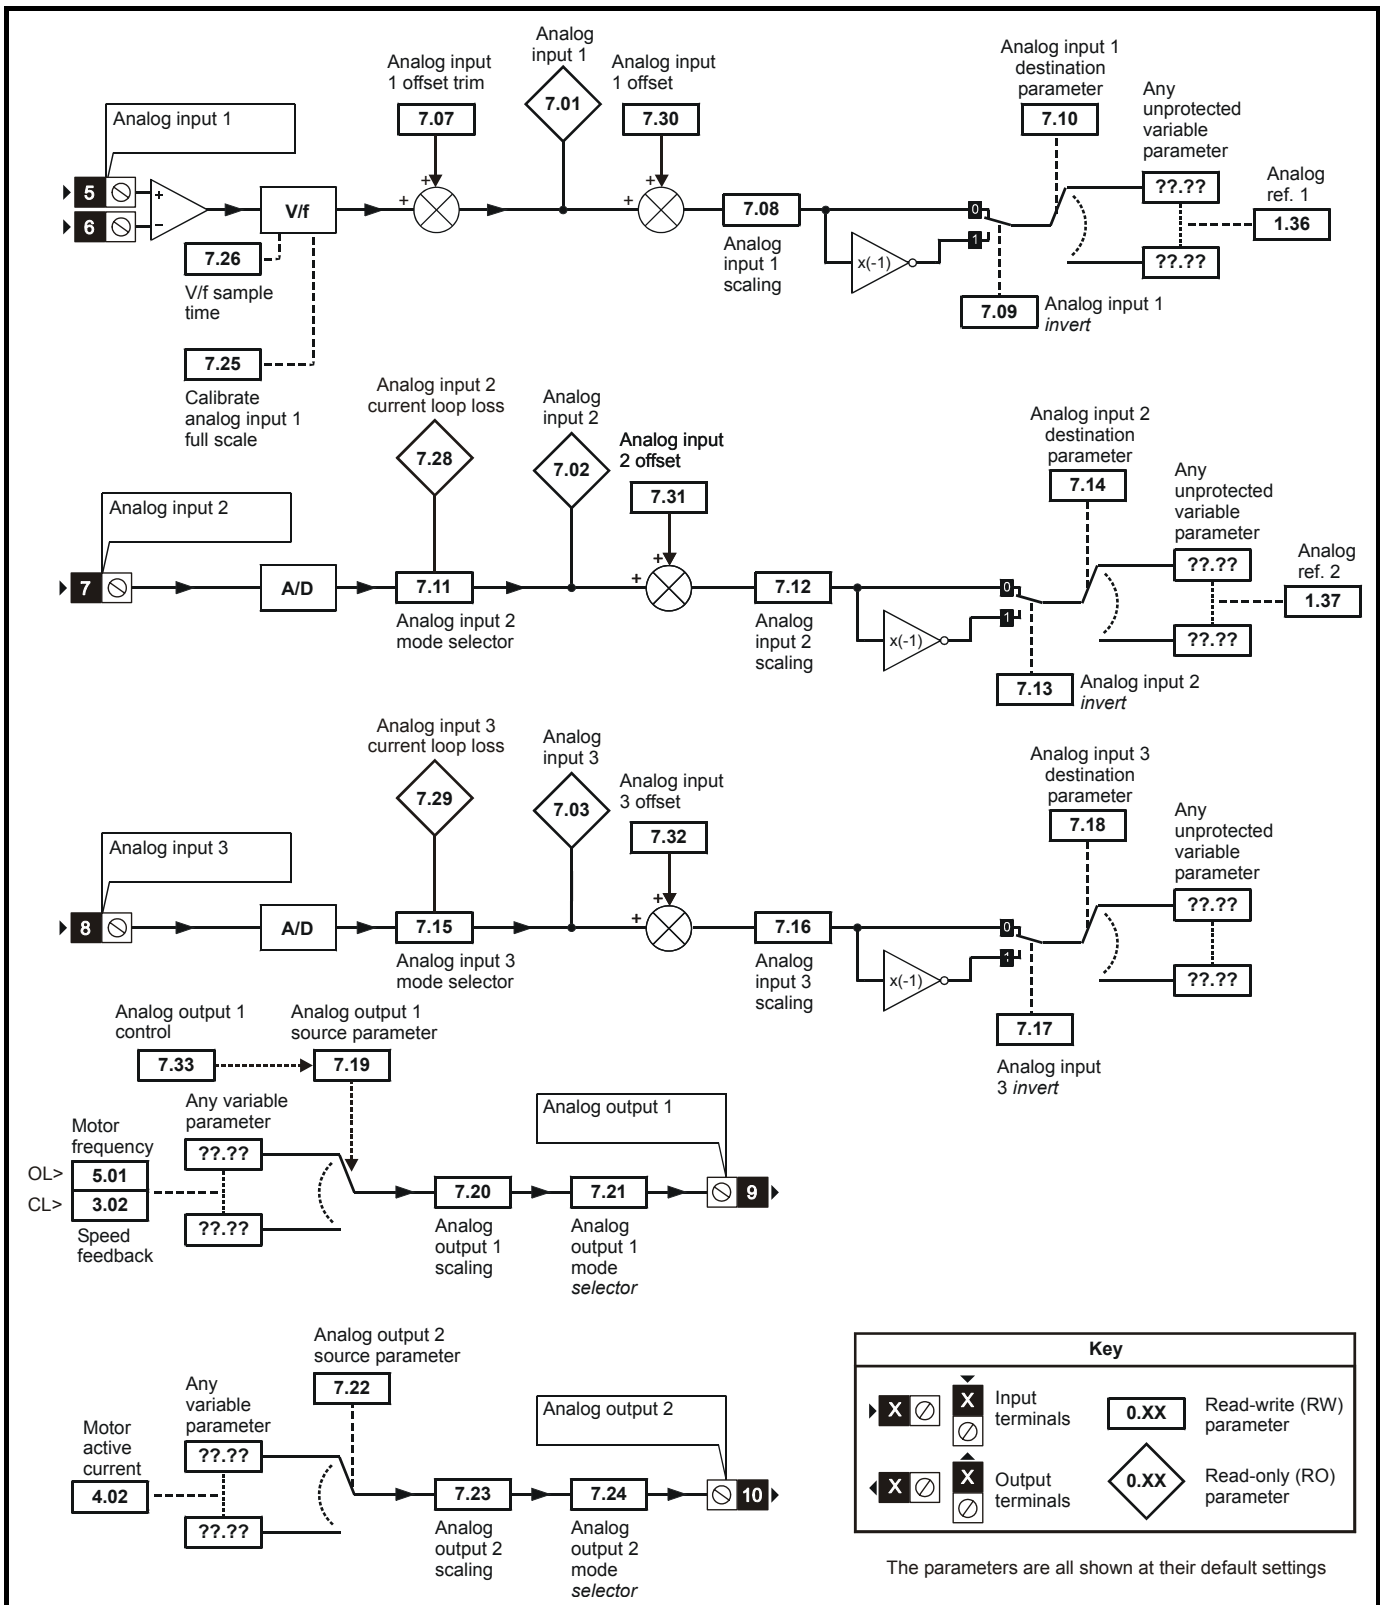 Analog input
1 offset trim
7.07
Analog
input 1
7.01
Analog input
1 offset
7.30
Analog input 1
destination
parameter
7.10
Any
unprotected
variable
parameter
??.??
??.??
Analog
ref. 1
1.36
Analog input 1
5
6
+
−
V/f
7.26
V/f sample
time
7.25
Calibrate
analog input 1
full scale
+
+
+
+
7.08
Analog
input 1
scaling
x(-1)
0
1
7.09
Analog input 1
invert
Analog input 2
current loop loss
7.28
Analog
input 2
7.02
Analog input
2 offset
7.31
Analog input 2
destination
parameter
7.14
Any
unprotected
variable
parameter
??.??
??.??
Analog
ref. 2
1.37
Analog input 2
7
A/D
7.11
Analog input 2
mode selector
+
+
7.12
Analog
input 2
scaling
x(-1)
0
1
7.13
Analog input 2
invert
Analog input 3
current loop loss
7.29
Analog
input 3
7.03
Analog input
3 offset
7.32
Analog input 3
destination
parameter
7.18
Any
unprotected
variable
parameter
??.??
??.??
Analog input 3
8
A/D
7.15
Analog input 3
mode selector
+
+
7.16
Analog
input 3
scaling
x(-1)
0
1
7.17
Analog input
3 invert
Analog output 1
control
7.33
Analog output 1
source parameter
7.19
Any variable
parameter
??.??
??.??
Motor
frequency
OL>
5.01
CL>
3.02
Speed
feedback
7.20
Analog
output 1
scaling
7.21
Analog
output 1
mode
selector
Analog output 1
9
Analog output 2
source parameter
7.22
Any
variable
parameter
??.??
??.??
Motor
active
current
4.02
7.23
Analog
output 2
scaling
7.24
Analog
output 2
mode
selector
Analog output 2
10
Key
X
X
Input
terminals
0.XX
Read-write (RW)
parameter
X
X
Output
terminals
0.XX
Read-only (RO)
parameter
The parameters are all shown at their default settings